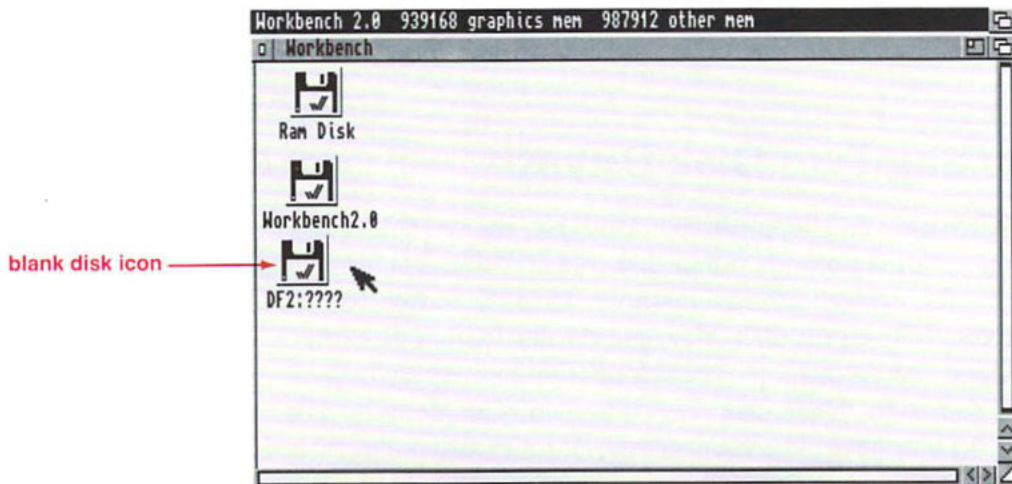 Workbench 2.0 939168 graphics mem 987912 other mem
Workbench
Ram Disk
Workbench2.0
blank disk icon
DF2:????